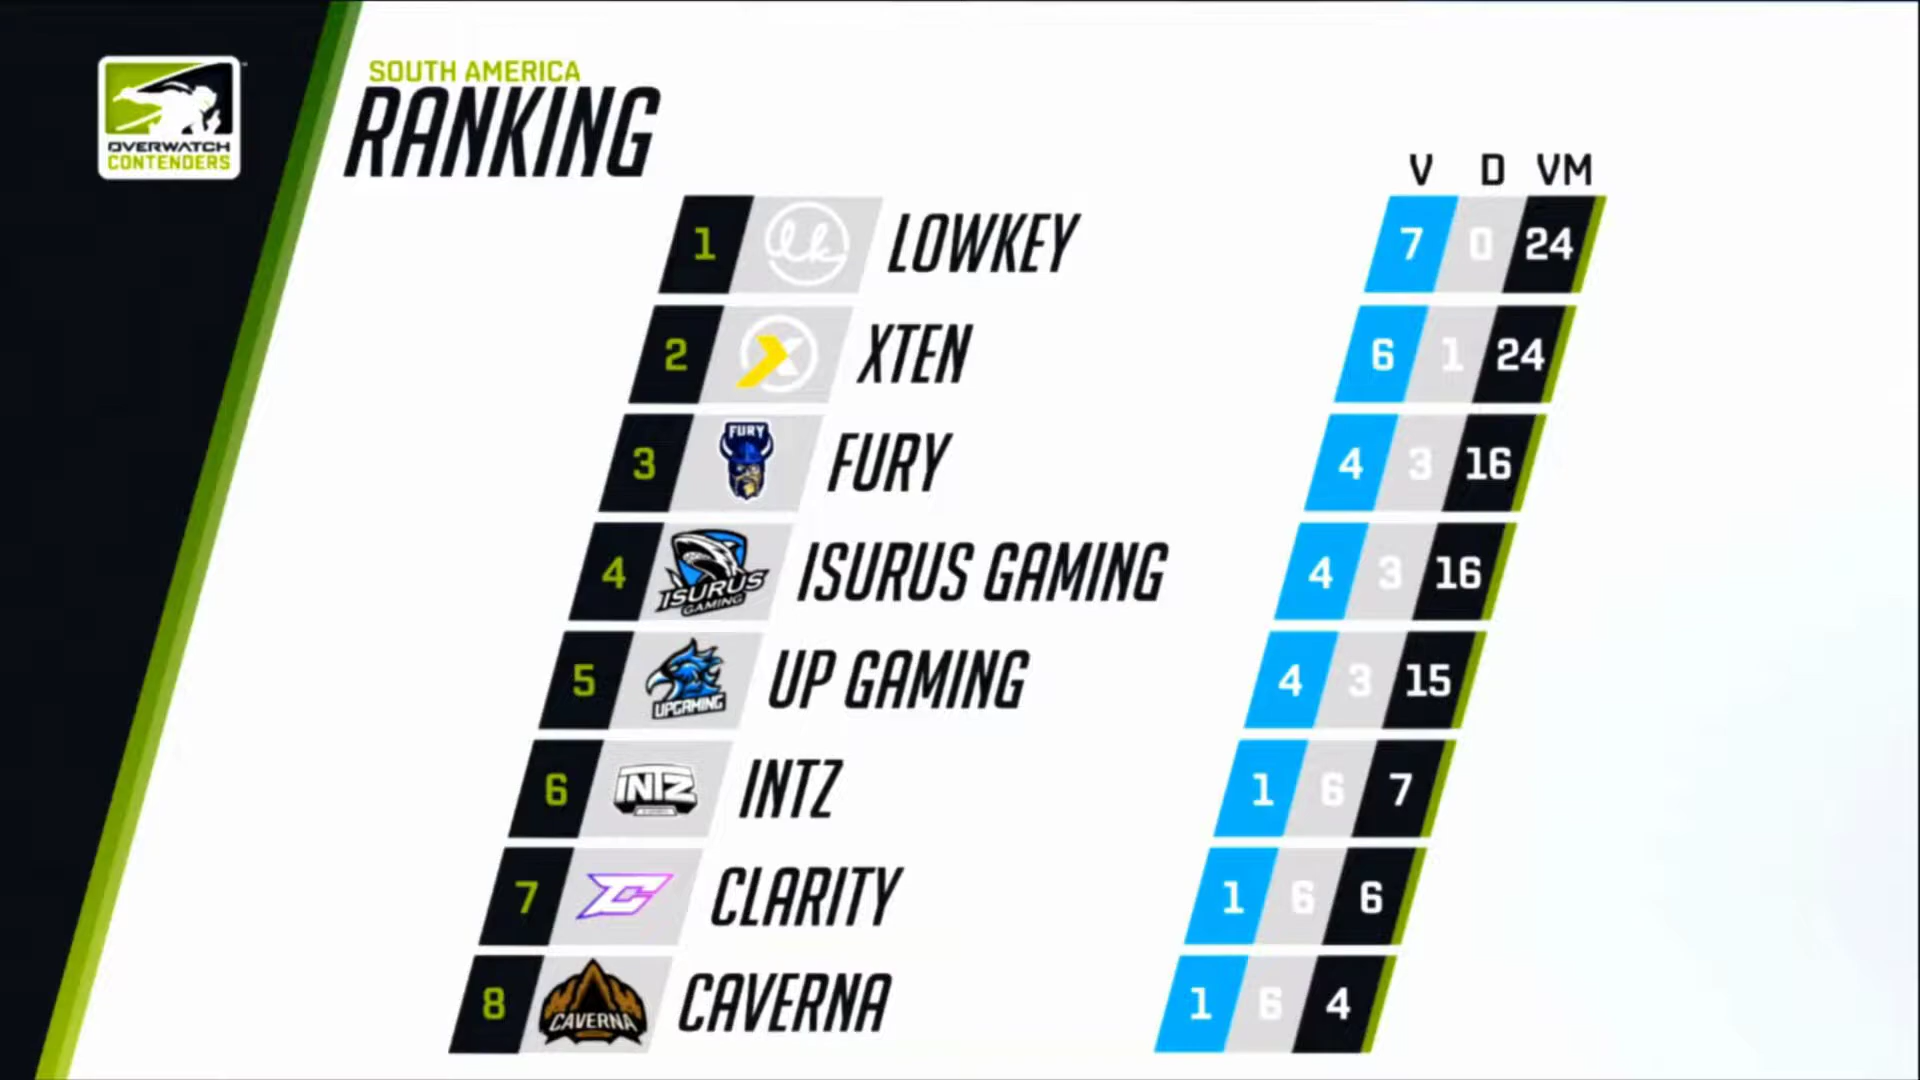 OVERWATCH
CONTENDERS
SOUTH AMERICA
RANKING
V D VM
1 lk LOWKEY 7 0 24
2 X XTEN 6 1 24
3 FURY FURY 4 3 16
4 ISURUS GAMING ISURUS GAMING 4 3 16
5 UPGAMING UP GAMING 4 3 15
6 INTZ INTZ 1 6 7
7 C CLARITY 1 6 6
8 CAVERNA CAVERNA 1 6 4